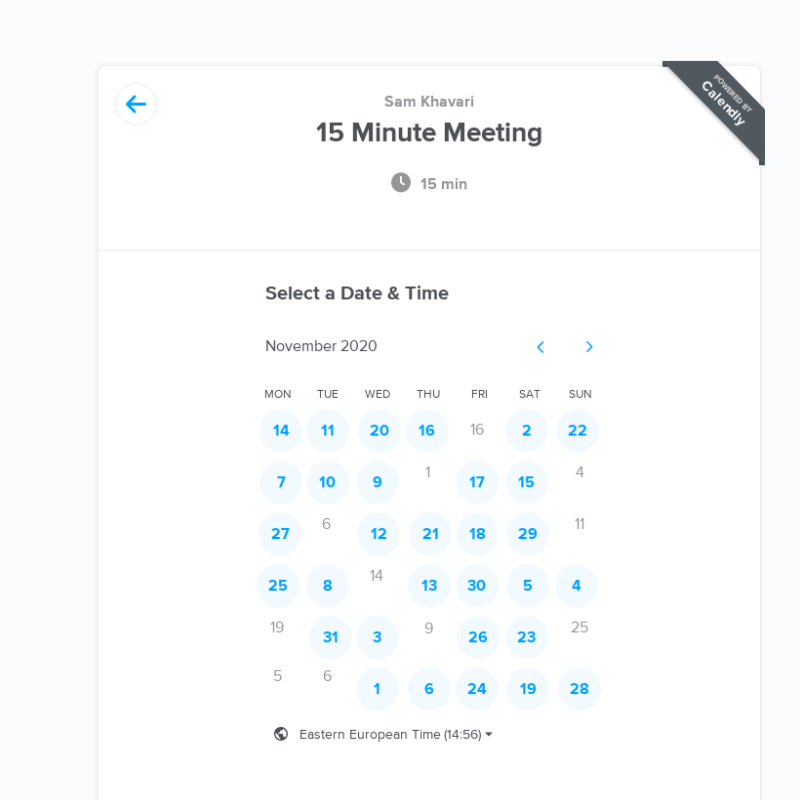 POWERED BY
Calendly
Sam Khavari
15 Minute Meeting
15 min
Select a Date & Time
November 2020
MON TUE WED THU FRI SAT SUN
14 11 20 16 16 2 22
7 10 9 1 17 15 4
27 6 12 21 18 29 11
25 8 14 13 30 5 4
19 31 3 9 26 23 25
5 6 1 6 24 19 28
Eastern European Time (14:56)